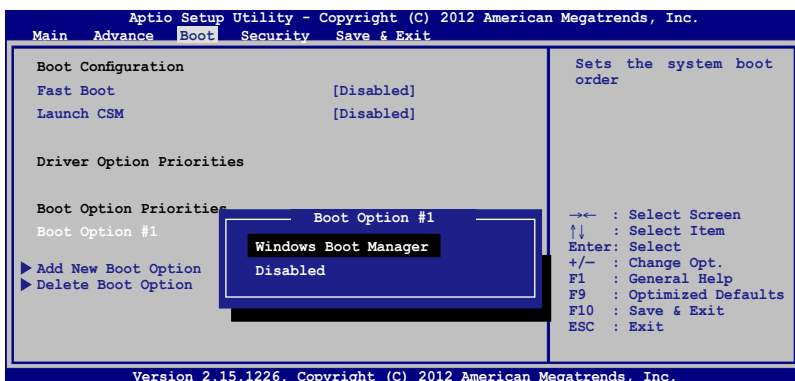 Aptio Setup Utility - Copyright (C) 2012 American Megatrends, Inc.
Main Advance Boot Security Save & Exit
Boot Configuration
Fast Boot [Disabled]
Launch CSM [Disabled]
Driver Option Priorities
Boot Option Priorities
Boot Option #1
Add New Boot Option
Delete Boot Option
Boot Option #1
Windows Boot Manager
Disabled
Sets the system boot
order
→← : Select Screen
↑↓ : Select Item
Enter: Select
+/— : Change Opt.
F1 : General Help
F9 : Optimized Defaults
F10 : Save & Exit
ESC : Exit
Version 2.15.1226. Copyright (C) 2012 American Megatrends, Inc.